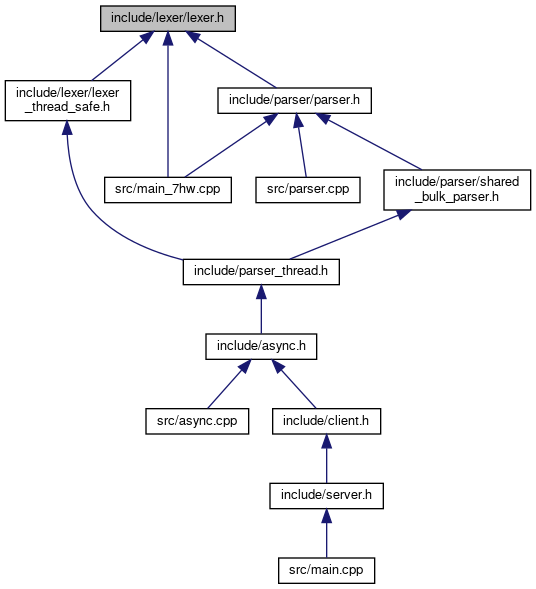 include/lexer/lexer.h
include/lexer/lexer
_thread_safe.h
include/parser/parser.h
src/main_7hw.cpp
src/parser.cpp
include/parser/shared
_bulk_parser.h
include/parser_thread.h
include/async.h
src/async.cpp
include/client.h
include/server.h
src/main.cpp